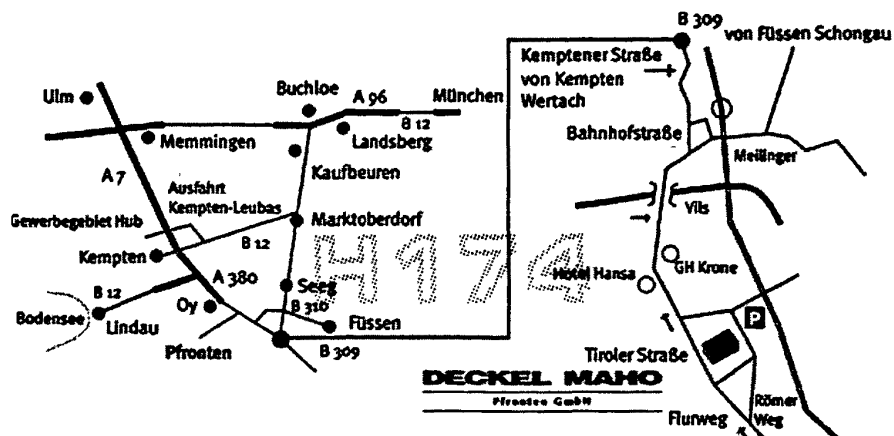 B 309
von Füssen Schongau
Kemptener Straße
von Kempten
Wertach
Buchloe
A 96
München
Ulm
B 12
Memmingen
Landsberg
Bahnhofstraße
Meilinger
Kaufbeuren
A 7
Ausfahrt
Kempten-Leubas
Gewerbegebiet Hub
Marktoberdorf
Vils
B 12
H174
Kempten
A 380
Seeg
Hotel Hansa
GH Krone
B 12
Oy
B 310
Bodensee
Lindau
Füssen
P
Pfronten
B 309
Tiroler Straße
DECKEL MAHO
Pfronten GmbH
Römer
Weg
Flurweg